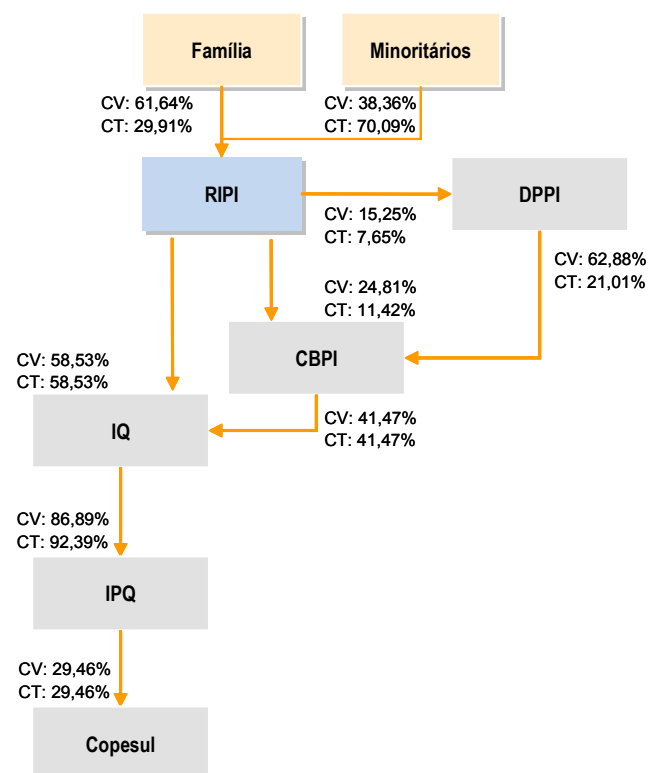 Família
Minoritários
CV: 61,64%
CT: 29,91%
CV: 38,36%
CT: 70,09%
RIPI
DPPI
CV: 15,25%
CT: 7,65%
CV: 62,88%
CT: 21,01%
CV: 24,81%
CT: 11,42%
CBPI
CV: 58,53%
CT: 58,53%
IQ
CV: 41,47%
CT: 41,47%
CV: 86,89%
CT: 92,39%
IPQ
CV: 29,46%
CT: 29,46%
Copesul